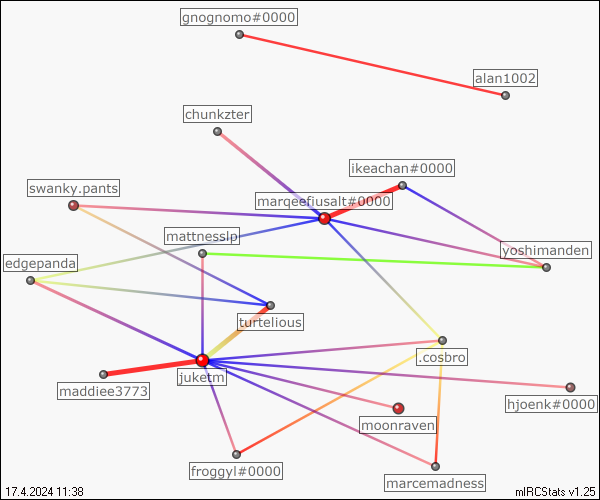 gnognomo#0000
alan1002
chunkzter
ikeachan#0000
swanky.pants
marqeefiusalt#0000
mattnesslp
yoshimanden
edgepanda
turtelious
.cosbro
juketm
maddiee3773
hjoenk#0000
moonraven
froggyl#0000
marcemadness
17.4.2024 11:38
mIRCStats v1.25